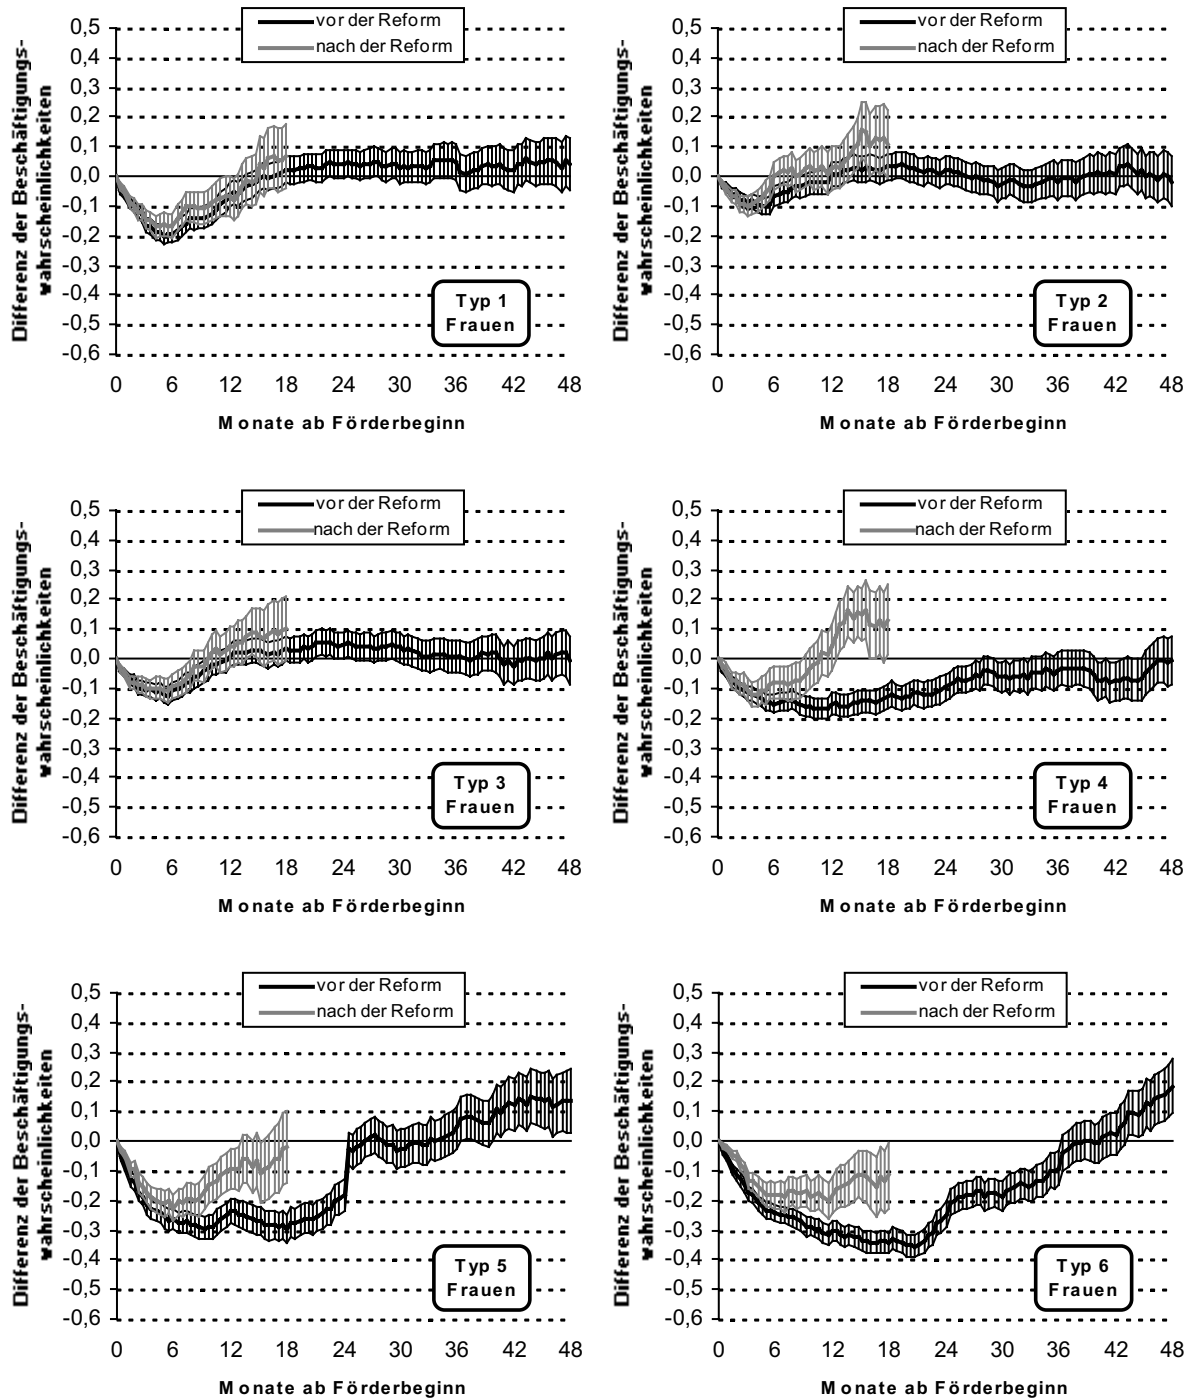 vor der Reform
nach der Reform
Differenz der Beschäftigungs-
wahrscheinlichkeiten
0,5
0,4
0,3
0,2
0,1
0,0
-0,1
-0,2
-0,3
-0,4
-0,5
-0,6
Typ 1
Frauen
0 6 12 18 24 30 36 42 48
Monate ab Förderbeginn
vor der Reform
nach der Reform
Differenz der Beschäftigungs-
wahrscheinlichkeiten
0,5
0,4
0,3
0,2
0,1
0,0
-0,1
-0,2
-0,3
-0,4
-0,5
-0,6
Typ 2
Frauen
0 6 12 18 24 30 36 42 48
Monate ab Förderbeginn
vor der Reform
nach der Reform
Differenz der Beschäftigungs-
wahrscheinlichkeiten
0,5
0,4
0,3
0,2
0,1
0,0
-0,1
-0,2
-0,3
-0,4
-0,5
-0,6
Typ 3
Frauen
0 6 12 18 24 30 36 42 48
Monate ab Förderbeginn
vor der Reform
nach der Reform
Differenz der Beschäftigungs-
wahrscheinlichkeiten
0,5
0,4
0,3
0,2
0,1
0,0
-0,1
-0,2
-0,3
-0,4
-0,5
-0,6
Typ 4
Frauen
0 6 12 18 24 30 36 42 48
Monate ab Förderbeginn
vor der Reform
nach der Reform
Differenz der Beschäftigungs-
wahrscheinlichkeiten
0,5
0,4
0,3
0,2
0,1
0,0
-0,1
-0,2
-0,3
-0,4
-0,5
-0,6
Typ 5
Frauen
0 6 12 18 24 30 36 42 48
Monate ab Förderbeginn
vor der Reform
nach der Reform
Differenz der Beschäftigungs-
wahrscheinlichkeiten
0,5
0,4
0,3
0,2
0,1
0,0
-0,1
-0,2
-0,3
-0,4
-0,5
-0,6
Typ 6
Frauen
0 6 12 18 24 30 36 42 48
Monate ab Förderbeginn